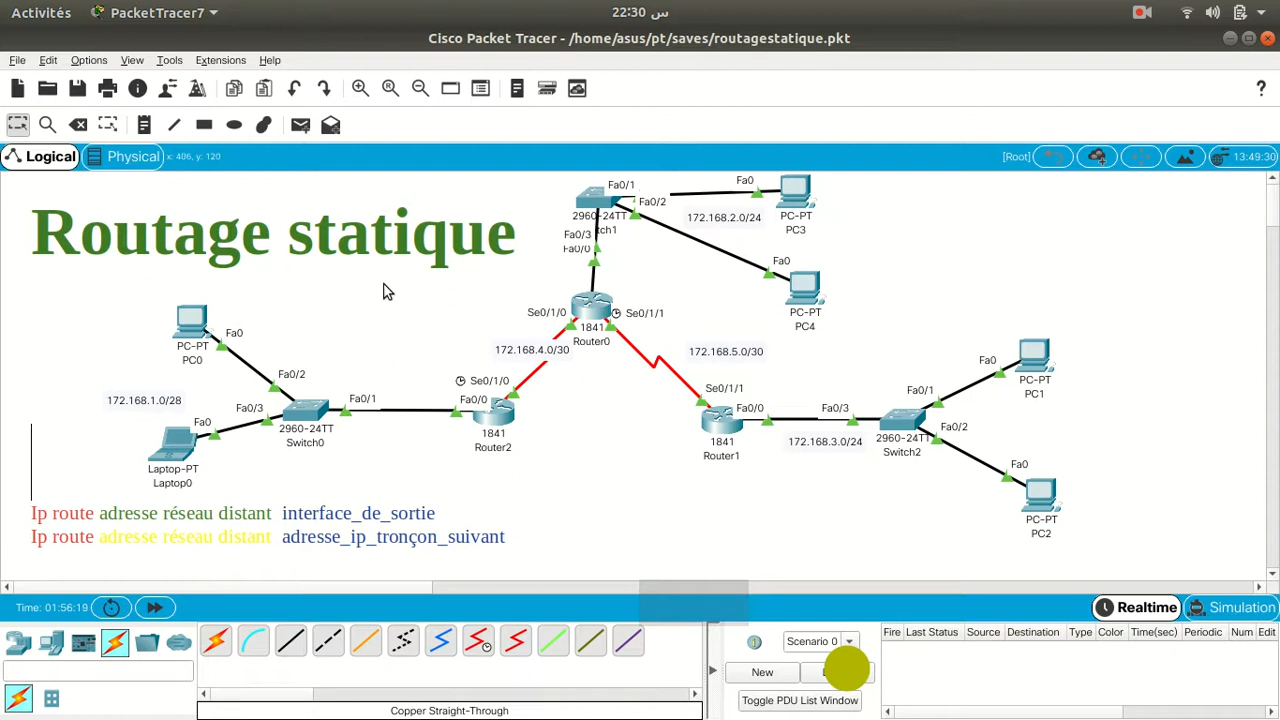 Activités PacketTracer7 22:30 س
Cisco Packet Tracer - /home/asus/pt/saves/routagestatique.pkt
File Edit Options View Tools Extensions Help
Logical Physical x: 406, y: 120 [Root] 13:49:30
Routage statique
Fa0/1
Fa0/2
Fa0
PC-PT
PC3
172.168.2.0/24
2960-24TT
Fa0/3
Fa0/0
Fa0
PC-PT
PC4
Se0/1/0
Se0/1/1
1841
Router0
172.168.4.0/30
172.168.5.0/30
PC-PT
PC0
Fa0
Fa0/2
172.168.1.0/28
Fa0
Fa0/3
Fa0/1
2960-24TT
Switch0
Laptop-PT
Laptop0
Se0/1/0
Fa0/0
1841
Router2
Se0/1/1
Fa0/0
1841
Router1
Fa0/3
172.168.3.0/24
Fa0/1
Fa0/2
2960-24TT
Switch2
Fa0
PC-PT
PC1
Fa0
PC-PT
PC2
Ip route adresse réseau distant interface_de_sortie
Ip route adresse réseau distant adresse_ip_tronçon_suivant
Time: 01:56:19 Realtime Simulation
Scenario 0
New
Toggle PDU List Window
Fire Last Status Source Destination Type Color Time(sec) Periodic Num Edit
Copper Straight-Through